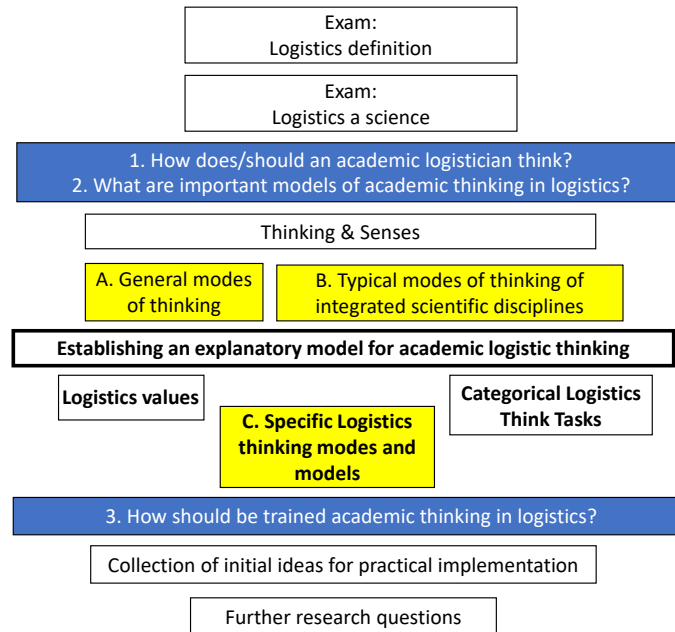 Exam:
Logistics definition
Exam:
Logistics a science
1. How does/should an academic logistician think?
2. What are important models of academic thinking in logistics?
Thinking & Senses
A. General modes
of thinking
B. Typical modes of thinking of
integrated scientific disciplines
Establishing an explanatory model for academic logistic thinking
Logistics values
Categorical Logistics
Think Tasks
C. Specific Logistics
thinking modes and
models
3. How should be trained academic thinking in logistics?
Collection of initial ideas for practical implementation
Further research questions